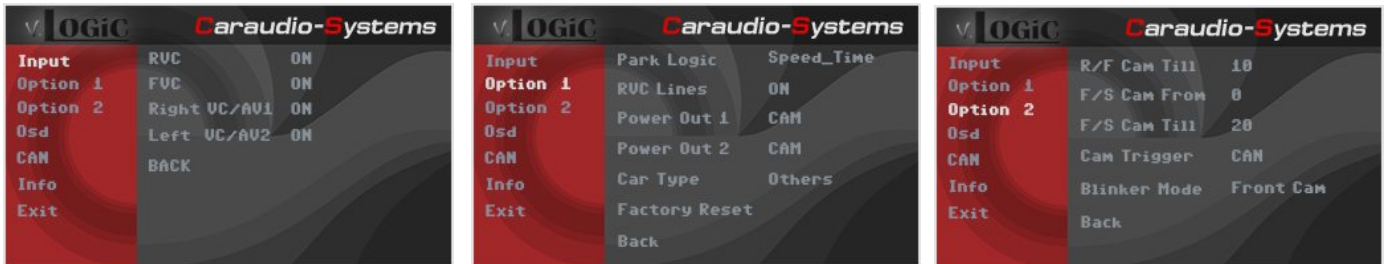 V.LOGiC Caraudio-Systems
Input RVC ON
Option 1 FVC ON
Option 2 Right VC/AV1 ON
Osd Left VC/AV2 ON
CAN BACK
Info
Exit
V.LOGiC Caraudio-Systems
Input Park Logic Speed_Time
Option 1 RVC Lines ON
Option 2 Power Out 1 CAM
Osd Power Out 2 CAM
CAN Car Type Others
Info Factory Reset
Exit Back
V.LOGiC Caraudio-Systems
Input R/F Cam Till 10
Option 1 F/S Cam From 0
Option 2 F/S Cam Till 20
Osd Cam Trigger CAN
CAN Blinker Mode Front Cam
Info Back
Exit